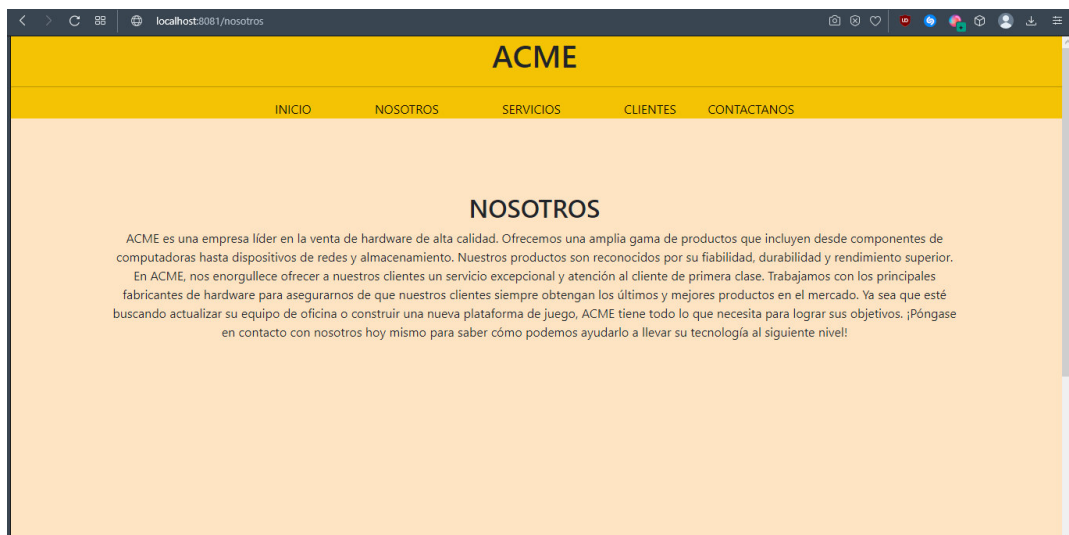 localhost:8081/nosotros
ACME
INICIO NOSOTROS SERVICIOS CLIENTES CONTACTANOS
NOSOTROS
ACME es una empresa líder en la venta de hardware de alta calidad. Ofrecemos una amplia gama de productos que incluyen desde componentes de
computadoras hasta dispositivos de redes y almacenamiento. Nuestros productos son reconocidos por su fiabilidad, durabilidad y rendimiento superior.
En ACME, nos enorgullece ofrecer a nuestros clientes un servicio excepcional y atención al cliente de primera clase. Trabajamos con los principales
fabricantes de hardware para asegurarnos de que nuestros clientes siempre obtengan los últimos y mejores productos en el mercado. Ya sea que esté
buscando actualizar su equipo de oficina o construir una nueva plataforma de juego, ACME tiene todo lo que necesita para lograr sus objetivos. ¡Póngase
en contacto con nosotros hoy mismo para saber cómo podemos ayudarlo a llevar su tecnología al siguiente nivel!